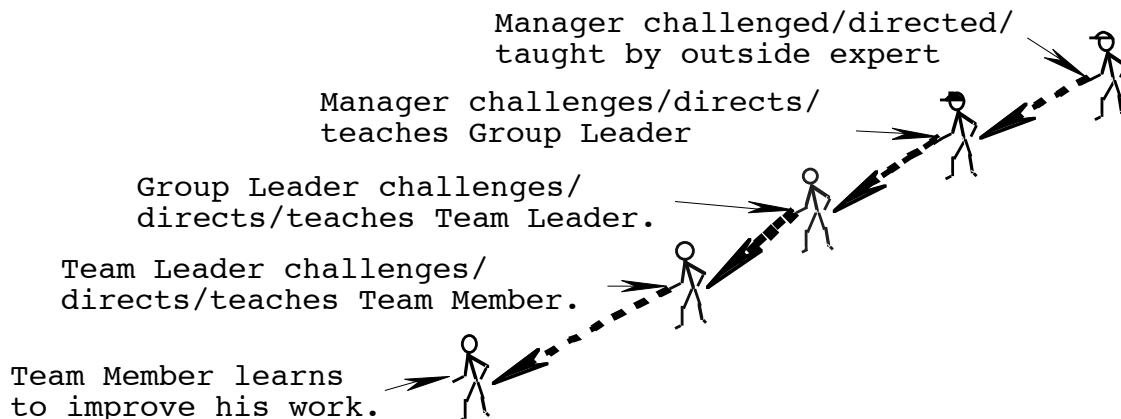 Manager challenged/directed/
taught by outside expert
Manager challenges/directs/
teaches Group Leader
Group Leader challenges/
directs/teaches Team Leader.
Team Leader challenges/
directs/teaches Team Member.
Team Member learns
to improve his work.